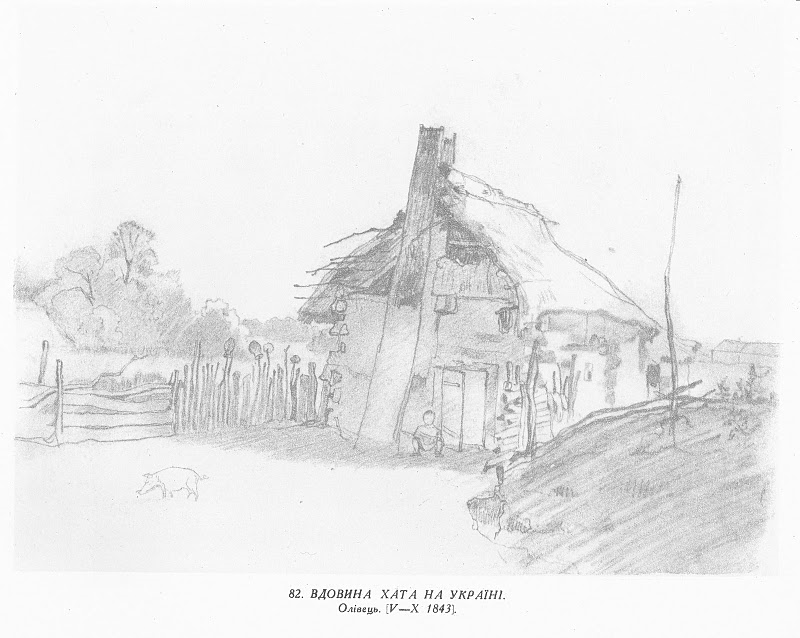 82. ВДОВИНА ХАТА НА УКРАЇНІ.
Олівець. [V—X 1843].